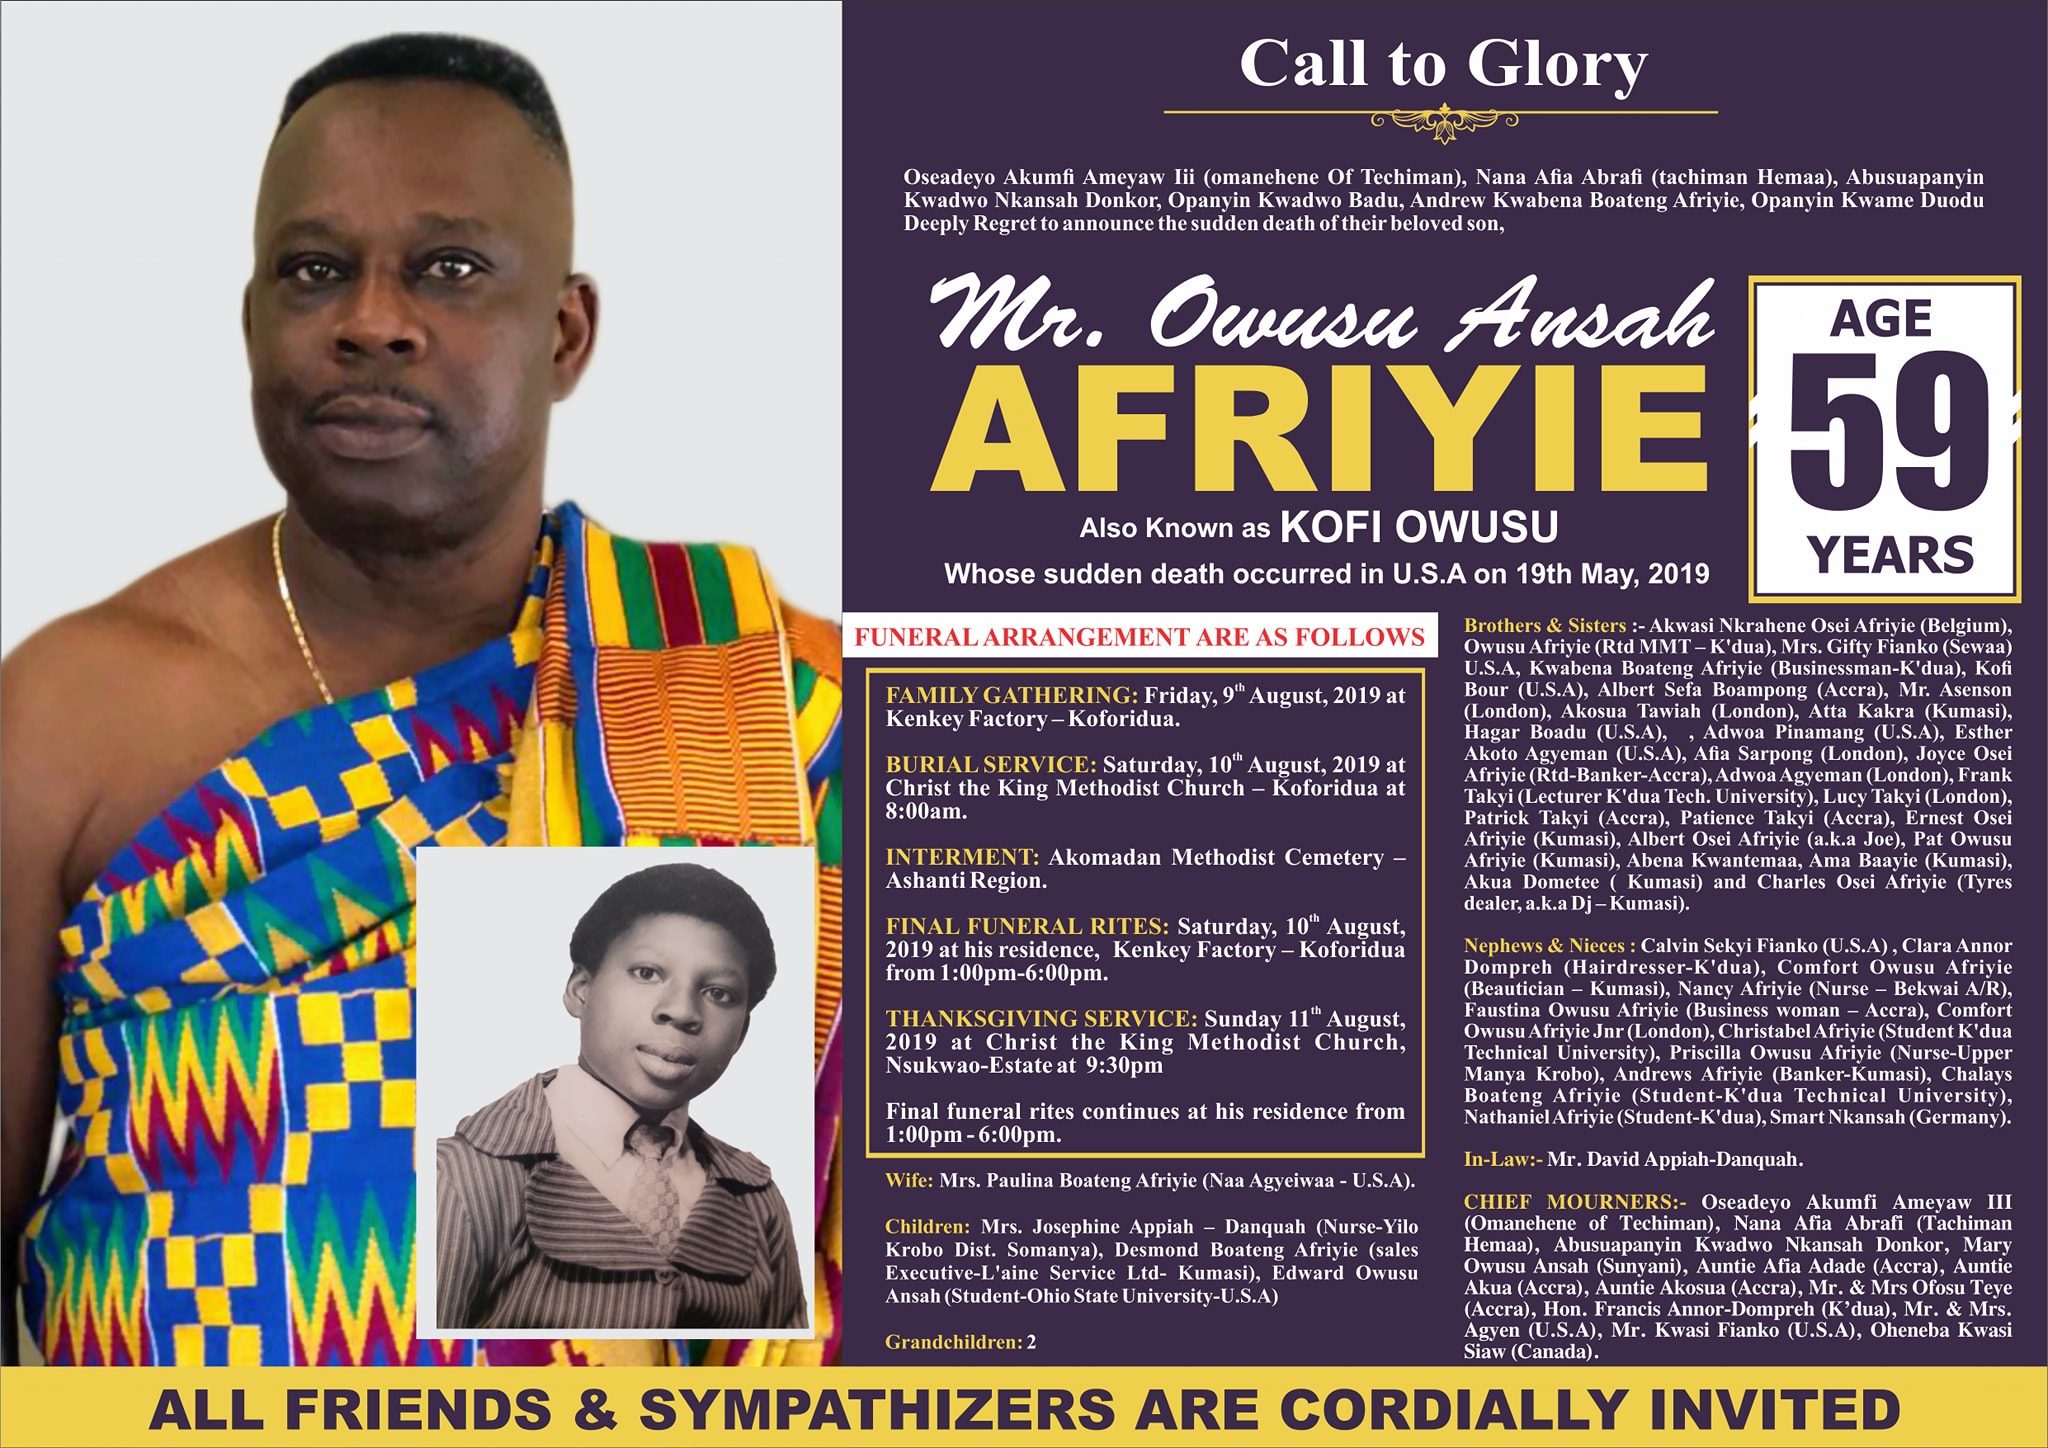 Call to Glory
Oseadeyo Akumfi Ameyaw Iii (omanehene Of Techiman), Nana Afia Abrafi (tachiman Hemaa), Abusuapanyin
Kwadwo Nkansah Donkor, Opanyin Kwadwo Badu, Andrew Kwabena Boateng Afriyie, Opanyin Kwame Duodu
Deeply Regret to announce the sudden death of their beloved son,
Mr. Owusu Ansah
AFRIYIE
Also Known as KOFI OWUSU
Whose sudden death occurred in U.S.A on 19th May, 2019
AGE
59
YEARS
FUNERAL ARRANGEMENT ARE AS FOLLOWS
FAMILY GATHERING: Friday, 9th August, 2019 at
Kenkey Factory – Koforidua.
BURIAL SERVICE: Saturday, 10th August, 2019 at
Christ the King Methodist Church – Koforidua at
8:00am.
INTERMENT: Akomadan Methodist Cemetery –
Ashanti Region.
FINAL FUNERAL RITES: Saturday, 10th August,
2019 at his residence, Kenkey Factory – Koforidua
from 1:00pm-6:00pm.
THANKSGIVING SERVICE: Sunday 11th August,
2019 at Christ the King Methodist Church,
Nsukwao-Estate at 9:30pm
Final funeral rites continues at his residence from
1:00pm - 6:00pm.
Wife: Mrs. Paulina Boateng Afriyie (Naa Agyeiwaa - U.S.A).
Children: Mrs. Josephine Appiah – Danquah (Nurse-Yilo
Krobo Dist. Somanya), Desmond Boateng Afriyie (sales
Executive-L'aine Service Ltd- Kumasi), Edward Owusu
Ansah (Student-Ohio State University-U.S.A)
Grandchildren: 2
Brothers & Sisters :- Akwasi Nkrahene Osei Afriyie (Belgium),
Owusu Afriyie (Rtd MMT – K'dua), Mrs. Gifty Fianko (Sewaa)
U.S.A, Kwabena Boateng Afriyie (Businessman-K'dua), Kofi
Bour (U.S.A), Albert Sefa Boampong (Accra), Mr. Asenson
(London), Akosua Tawiah (London), Atta Kakra (Kumasi),
Hagar Boadu (U.S.A), , Adwoa Pinamang (U.S.A), Esther
Akoto Agyeman (U.S.A), Afia Sarpong (London), Joyce Osei
Afriyie (Rtd-Banker-Accra), Adwoa Agyeman (London), Frank
Takyi (Lecturer K'dua Tech. University), Lucy Takyi (London),
Patrick Takyi (Accra), Patience Takyi (Accra), Ernest Osei
Afriyie (Kumasi), Albert Osei Afriyie (a.k.a Joe), Pat Owusu
Afriyie (Kumasi), Abena Kwantemaa, Ama Baayie (Kumasi),
Akua Dometee ( Kumasi) and Charles Osei Afriyie (Tyres
dealer, a.k.a Dj – Kumasi).
Nephews & Nieces : Calvin Sekyi Fianko (U.S.A) , Clara Annor
Dompreh (Hairdresser-K'dua), Comfort Owusu Afriyie
(Beautician – Kumasi), Nancy Afriyie (Nurse – Bekwai A/R),
Faustina Owusu Afriyie (Business woman – Accra), Comfort
Owusu Afriyie Jnr (London), Christabel Afriyie (Student K'dua
Technical University), Priscilla Owusu Afriyie (Nurse-Upper
Manya Krobo), Andrews Afriyie (Banker-Kumasi), Chalays
Boateng Afriyie (Student-K'dua Technical University),
Nathaniel Afriyie (Student-K'dua), Smart Nkansah (Germany).
In-Law:- Mr. David Appiah-Danquah.
CHIEF MOURNERS:- Oseadeyo Akumfi Ameyaw III
(Omanehene of Techiman), Nana Afia Abrafi (Tachiman
Hemaa), Abusuapanyin Kwadwo Nkansah Donkor, Mary
Owusu Ansah (Sunyani), Auntie Afia Adade (Accra), Auntie
Akua (Accra), Auntie Akosua (Accra), Mr. & Mrs Ofosu Teye
(Accra), Hon. Francis Annor-Dompreh (K’dua), Mr. & Mrs.
Agyen (U.S.A), Mr. Kwasi Fianko (U.S.A), Oheneba Kwasi
Siaw (Canada).
ALL FRIENDS & SYMPATHIZERS ARE CORDIALLY INVITED